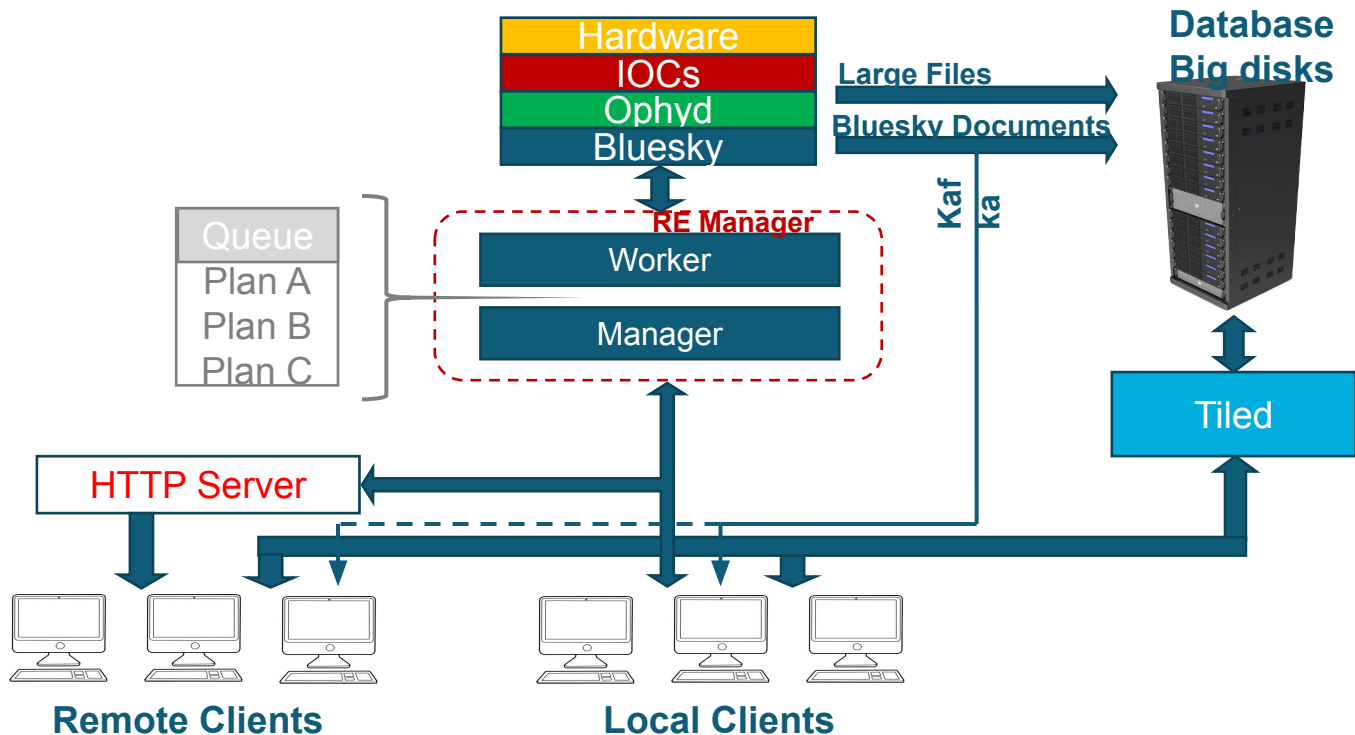 Database
Big disks
Hardware
IOCs
Ophyd
Bluesky
Large Files
Bluesky Documents
Kaf
ka
RE Manager
Worker
Manager
Queue
Plan A
Plan B
Plan C
Tiled
HTTP Server
Remote Clients
Local Clients